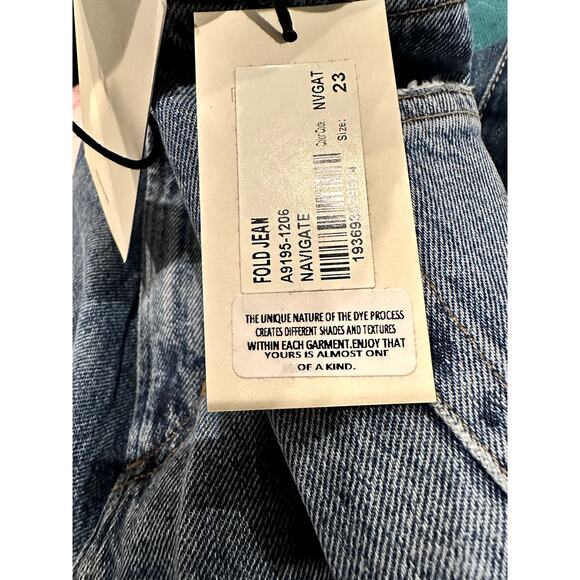 FOLD JEAN
A9195-1206
NAVIGATE
Color Code: NVGAT
Size: 23
THE UNIQUE NATURE OF THE DYE PROCESS
CREATES DIFFERENT SHADES AND TEXTURES
WITHIN EACH GARMENT.ENJOY THAT
YOURS IS ALMOST ONE
OF A KIND.